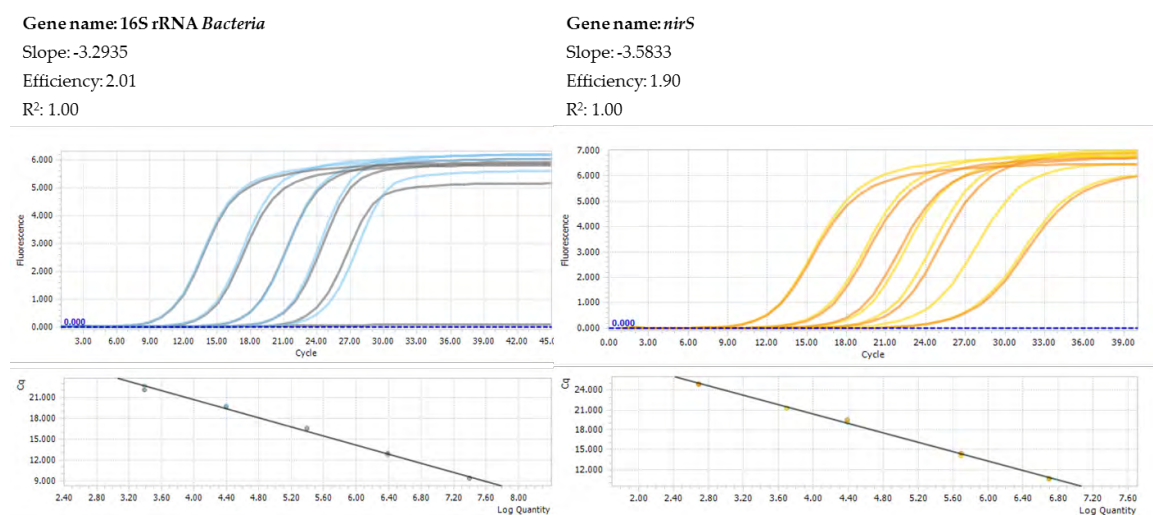 Gene name: 16S rRNA Bacteria
Slope: -3.2935
Efficiency: 2.01
R²: 1.00
6.000
5.000
4.000
3.000
2.000
1.000
0.000
Fluorescence
0.000
3.00 6.00 9.00 12.00 15.00 18.00 21.00 24.00 27.00 30.00 33.00 36.00 39.00 42.00 45.0
Cycle
Cq
21.000
18.000
15.000
12.000
9.000
2.40 2.80 3.20 3.60 4.00 4.40 4.80 5.20 5.60 6.00 6.40 6.80 7.20 7.60 8.00
Log Quantity
Gene name: nirS
Slope: -3.5833
Efficiency: 1.90
R²: 1.00
7.000
6.000
5.000
4.000
3.000
2.000
1.000
0.000
Fluorescence
0.000
0.00 3.00 6.00 9.00 12.00 15.00 18.00 21.00 24.00 27.00 30.00 33.00 36.00 39.00
Cycle
Cq
24.000
21.000
18.000
15.000
12.000
2.00 2.40 2.80 3.20 3.60 4.00 4.40 4.80 5.20 5.60 6.00 6.40 6.80 7.20 7.60
Log Quantity